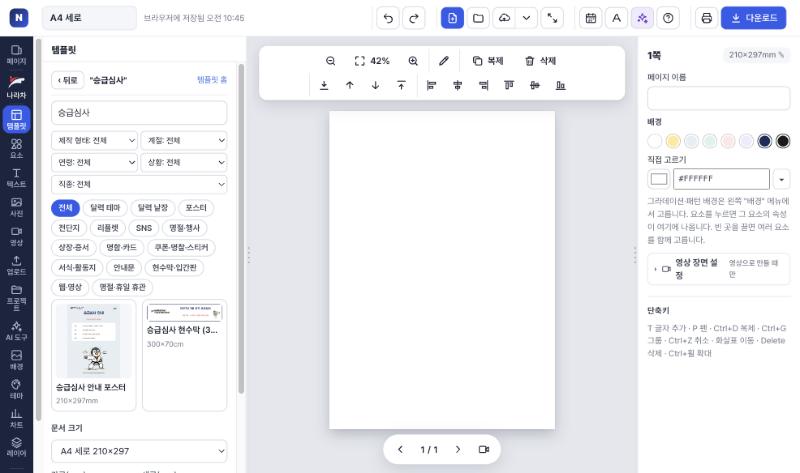 N
A4 세로
브라우저에 저장됨 오전 10:45
A
다운로드
페이지
나라차
템플릿
요소
텍스트
사진
영상
업로드
프로젝트
AI 도구
배경
테마
차트
레이어
템플릿
‹ 뒤로
"승급심사"
템플릿 홈
승급심사
제작 형태: 전체
계절: 전체
연령: 전체
상황: 전체
직종: 전체
전체
달력 테마
달력 낱장
포스터
전단지
리플렛
SNS
명절·행사
상장·증서
명함·카드
쿠폰·명찰·스티커
서식·활동지
안내문
현수막·입간판
웹·영상
명절·휴일 휴관
승급심사 안내
승급심사 안내 포스터
210×297mm
승급심사 현수막 (3...
300×70cm
문서 크기
A4 세로 210×297
42%
복제
삭제
1 / 1
1쪽
210×297mm
페이지 이름
배경
직접 고르기
#FFFFFF
그라데이션·패턴 배경은 왼쪽 "배경" 메뉴에
서 고릅니다. 요소를 누르면 그 요소의 속성
이 여기에 나옵니다. 빈 곳을 끌면 여러 요소
를 함께 고릅니다.
영상 장면 설정
영상으로 만들 때만
단축키
T 글자 추가 · P 펜 · Ctrl+D 복제 · Ctrl+G
그룹 · Ctrl+Z 취소 · 화살표 이동 · Delete
삭제 · Ctrl+휠 확대